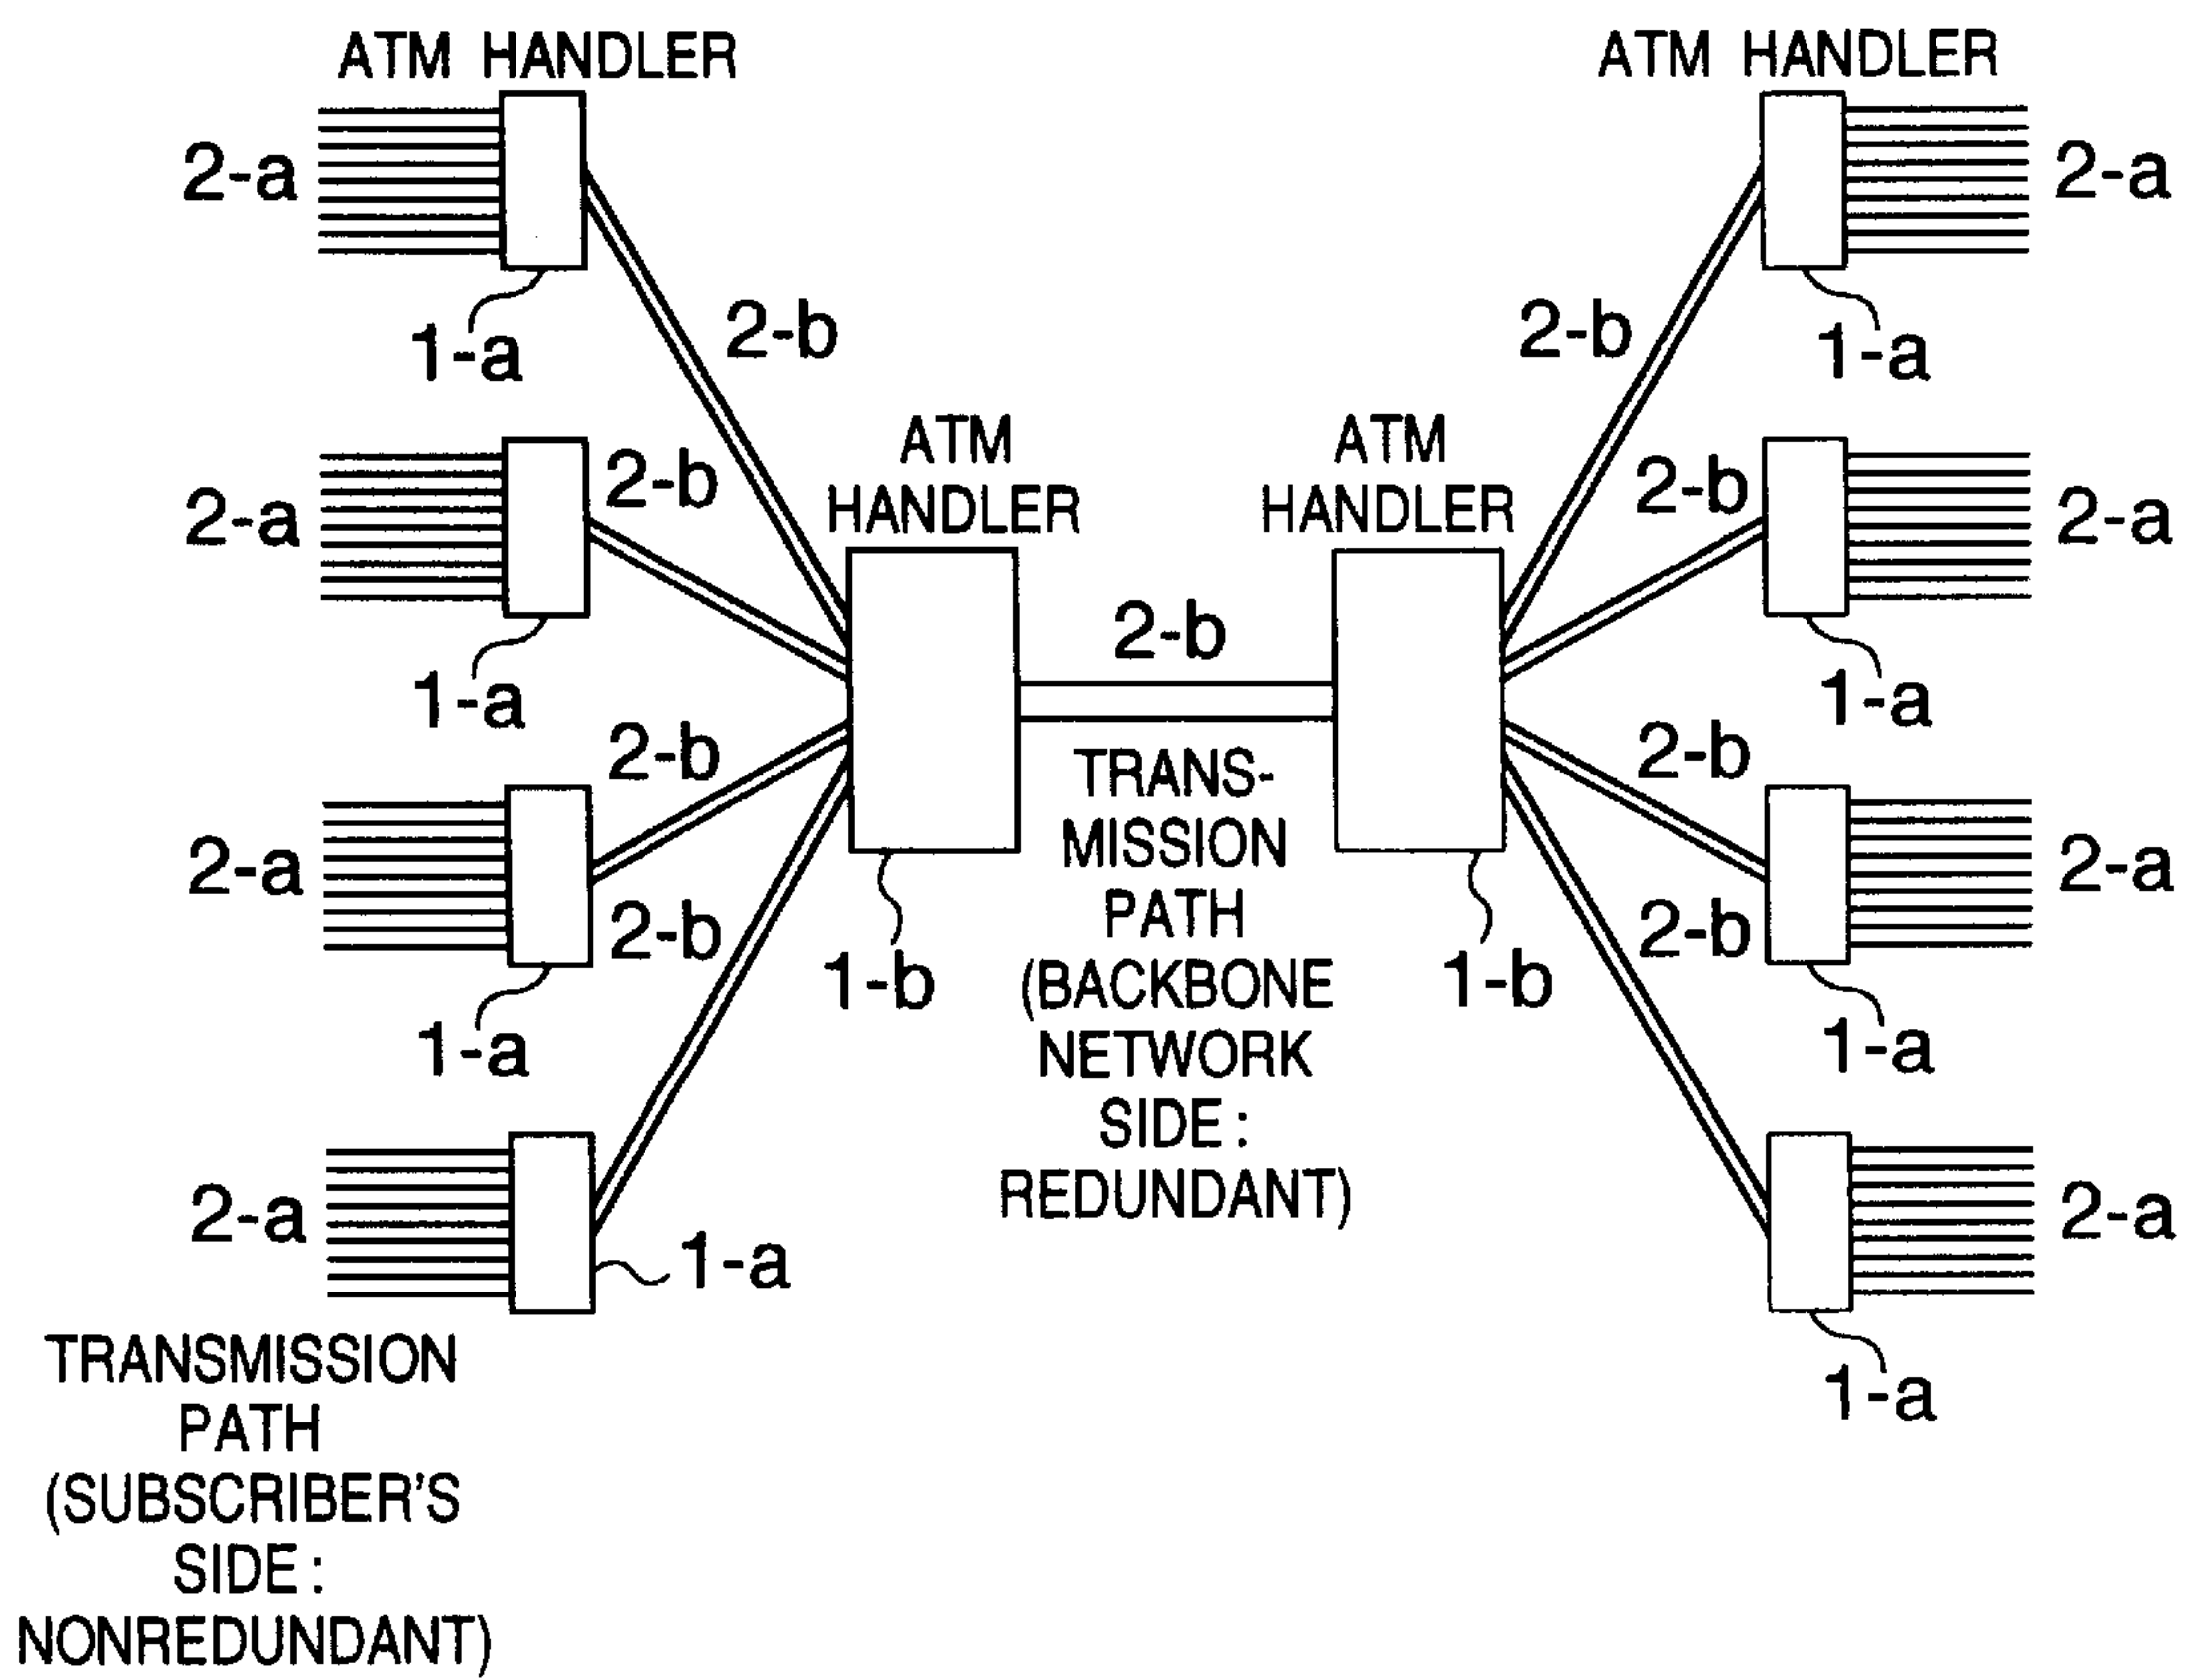 ATM HANDLER
ATM HANDLER
2-a
2-a
2-b
2-b
1-a
1-a
ATM
HANDLER
ATM
HANDLER
2-b
2-b
2-a
2-a
2-b
1-a
1-a
2-b
2-b
TRANS-
MISSION
PATH
(BACKBONE
NETWORK
SIDE :
REDUNDANT)
2-a
2-a
2-b
2-b
1-b
1-b
1-a
1-a
2-a
2-a
1-a
1-a
TRANSMISSION
PATH
(SUBSCRIBER'S
SIDE :
NONREDUNDANT)